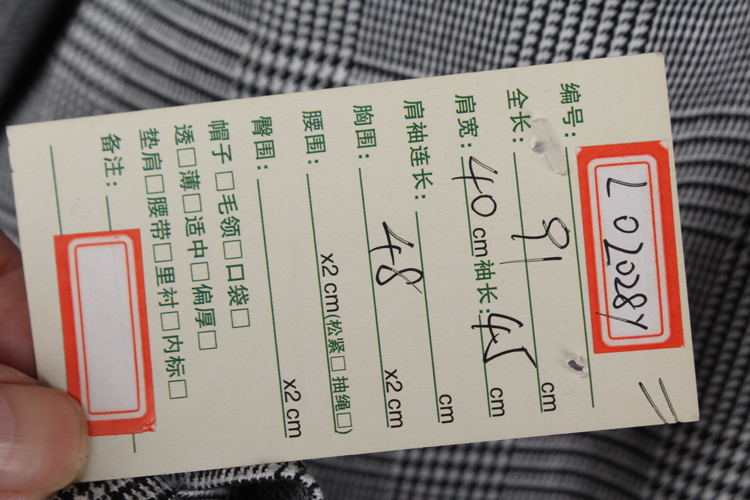 编号: L02028Y
全长: 91 cm
肩宽: 40 cm 袖长: 45 cm
肩袖连长: cm
胸围: 48 x2 cm
腰围: x2 cm(松紧□ 抽绳□)
臀围: x2 cm
帽子□毛领□口袋□
透□薄□适中□偏厚□
垫肩□腰带□里衬□内标□
备注: